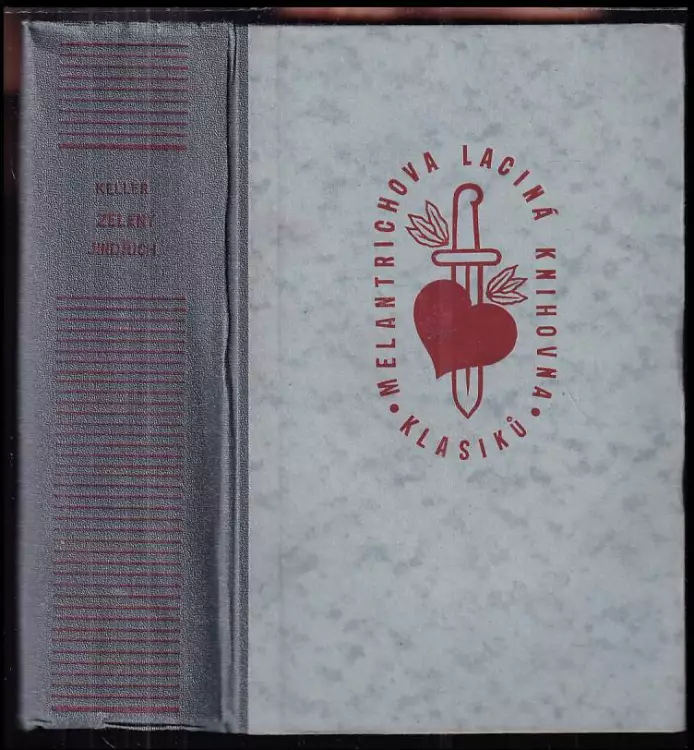 KELLER
ZELENÝ
JINDŘICH
MELANTRICHOVA LACINÁ KNIHOVNA
• KLASIKŮ •